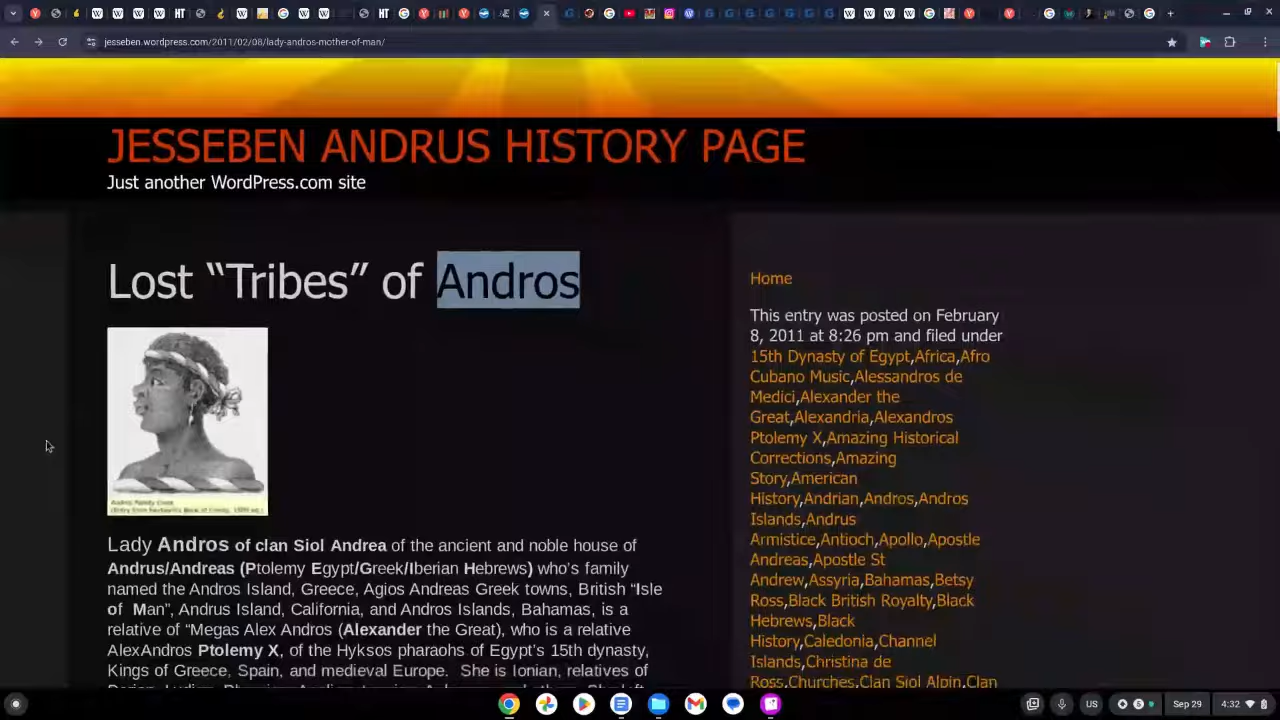 jesseben.wordpress.com/2011/02/08/lady-andros-mother-of-man/
JESSEBEN ANDRUS HISTORY PAGE
Just another WordPress.com site
Lost “Tribes” of Andros
Lady Andros of clan Siol Andrea of the ancient and noble house of
Andrus/Andreas (Ptolemy Egypt/Greek/Iberian Hebrews) who’s family
named the Andros Island, Greece, Agios Andreas Greek towns, British “Isle
of Man”, Andrus Island, California, and Andros Islands, Bahamas, is a
relative of “Megas Alex Andros (Alexander the Great), who is a relative
AlexAndros Ptolemy X, of the Hyksos pharaohs of Egypt’s 15th dynasty,
Kings of Greece, Spain, and medieval Europe. She is Ionian, relatives of
Home
This entry was posted on February
8, 2011 at 8:26 pm and filed under
15th Dynasty of Egypt,Africa,Afro
Cubano Music,Alessandros de
Medici,Alexander the
Great,Alexandria,Alexandros
Ptolemy X,Amazing Historical
Corrections,Amazing
Story,American
History,Andrian,Andros,Andros
Islands,Andrus
Armistice,Antioch,Apollo,Apostle
Andreas,Apostle St
Andrew,Assyria,Bahamas,Betsy
Ross,Black British Royalty,Black
Hebrews,Black
History,Caledonia,Channel
Islands,Christina de
Ross,Churches,Clan Siol Alpin,Clan
US
Sep 29
4:32